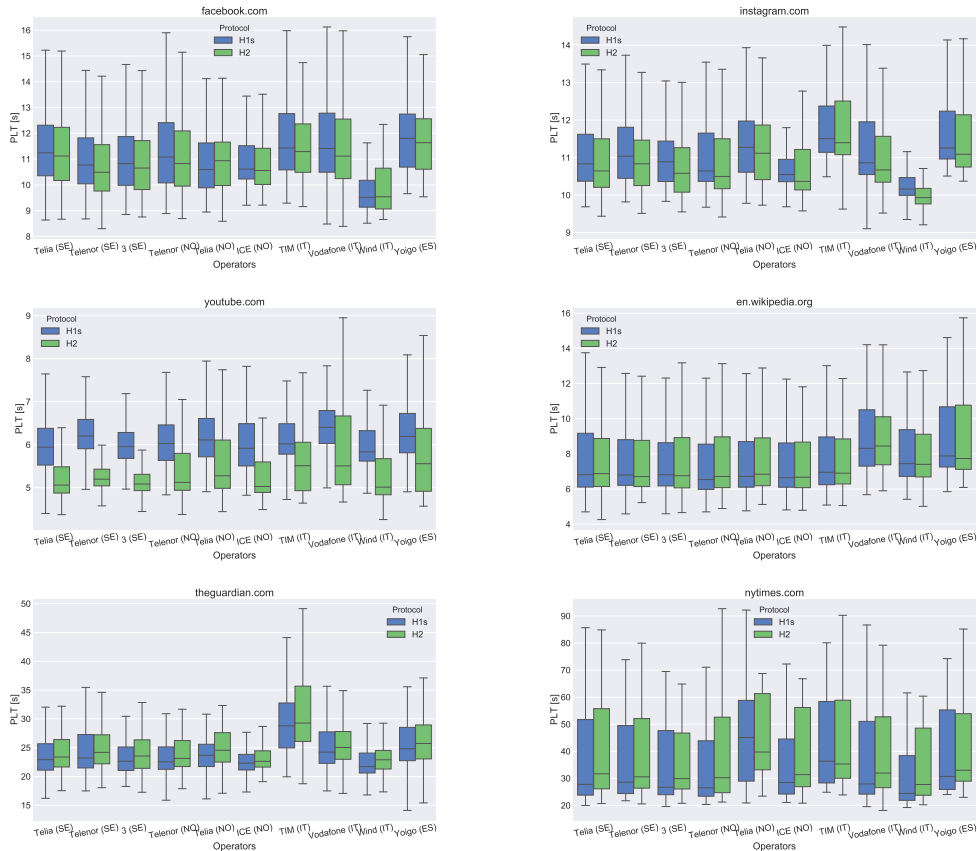 facebook.com
Protocol
H1s
H2
PLT [s]
16
15
14
13
12
11
10
9
8
Telia (SE) Telenor (SE) 3 (SE) Telenor (NO) Telia (NO) ICE (NO) TIM (IT) Vodafone (IT) Wind (IT) Yoigo (ES)
Operators
instagram.com
Protocol
H1s
H2
PLT [s]
14
13
12
11
10
9
Telia (SE) Telenor (SE) 3 (SE) Telenor (NO) Telia (NO) ICE (NO) TIM (IT) Vodafone (IT) Wind (IT) Yoigo (ES)
Operators
youtube.com
Protocol
H1s
H2
PLT [s]
9
8
7
6
5
Telia (SE) Telenor (SE) 3 (SE) Telenor (NO) Telia (NO) ICE (NO) TIM (IT) Vodafone (IT) Wind (IT) Yoigo (ES)
Operators
en.wikipedia.org
Protocol
H1s
H2
PLT [s]
16
14
12
10
8
6
4
Telia (SE) Telenor (SE) 3 (SE) Telenor (NO) Telia (NO) ICE (NO) TIM (IT) Vodafone (IT) Wind (IT) Yoigo (ES)
Operators
theguardian.com
Protocol
H1s
H2
PLT [s]
50
45
40
35
30
25
20
15
Telia (SE) Telenor (SE) 3 (SE) Telenor (NO) Telia (NO) ICE (NO) TIM (IT) Vodafone (IT) Wind (IT) Yoigo (ES)
Operators
nytimes.com
Protocol
H1s
H2
PLT [s]
90
80
70
60
50
40
30
20
Telia (SE) Telenor (SE) 3 (SE) Telenor (NO) Telia (NO) ICE (NO) TIM (IT) Vodafone (IT) Wind (IT) Yoigo (ES)
Operators